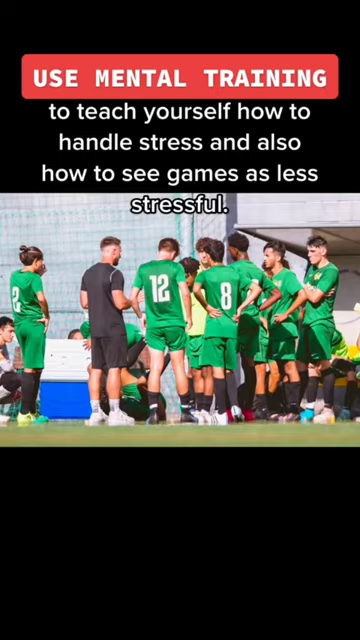 USE MENTAL TRAINING
to teach yourself how to
handle stress and also
how to see games as less
stressful.
2
12
8